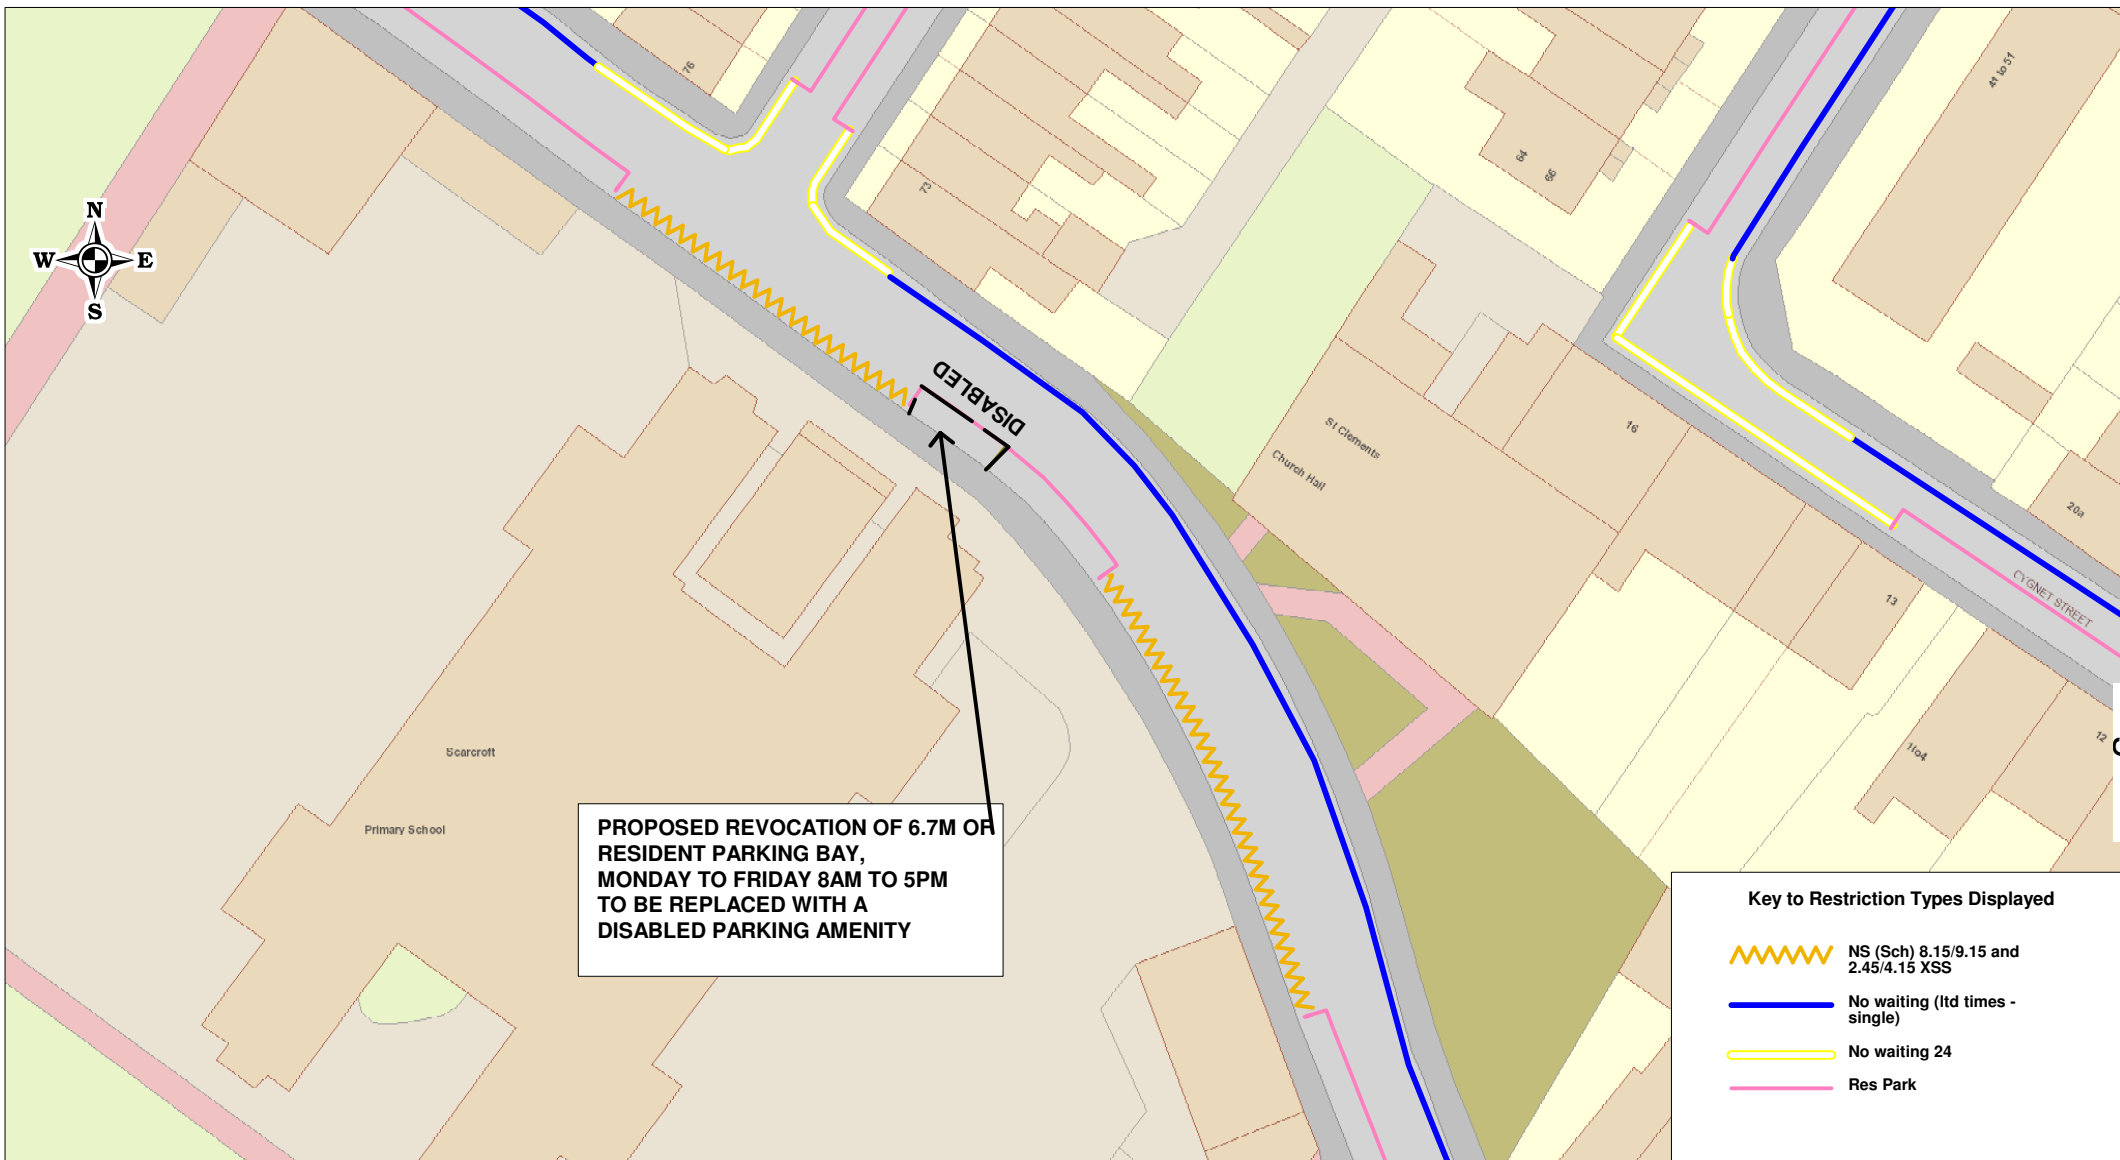 76
41 to 51
64
66
73
N
W
E
S
DISABLED
St Clements
Church Hall
16
20a
CYGNET STREET
13
12
1to4
Scarcroft
Primary School
PROPOSED REVOCATION OF 6.7M OF
RESIDENT PARKING BAY,
MONDAY TO FRIDAY 8AM TO 5PM
TO BE REPLACED WITH A
DISABLED PARKING AMENITY
Key to Restriction Types Displayed
NS (Sch) 8.15/9.15 and
2.45/4.15 XSS
No waiting (ltd times -
single)
No waiting 24
Res Park